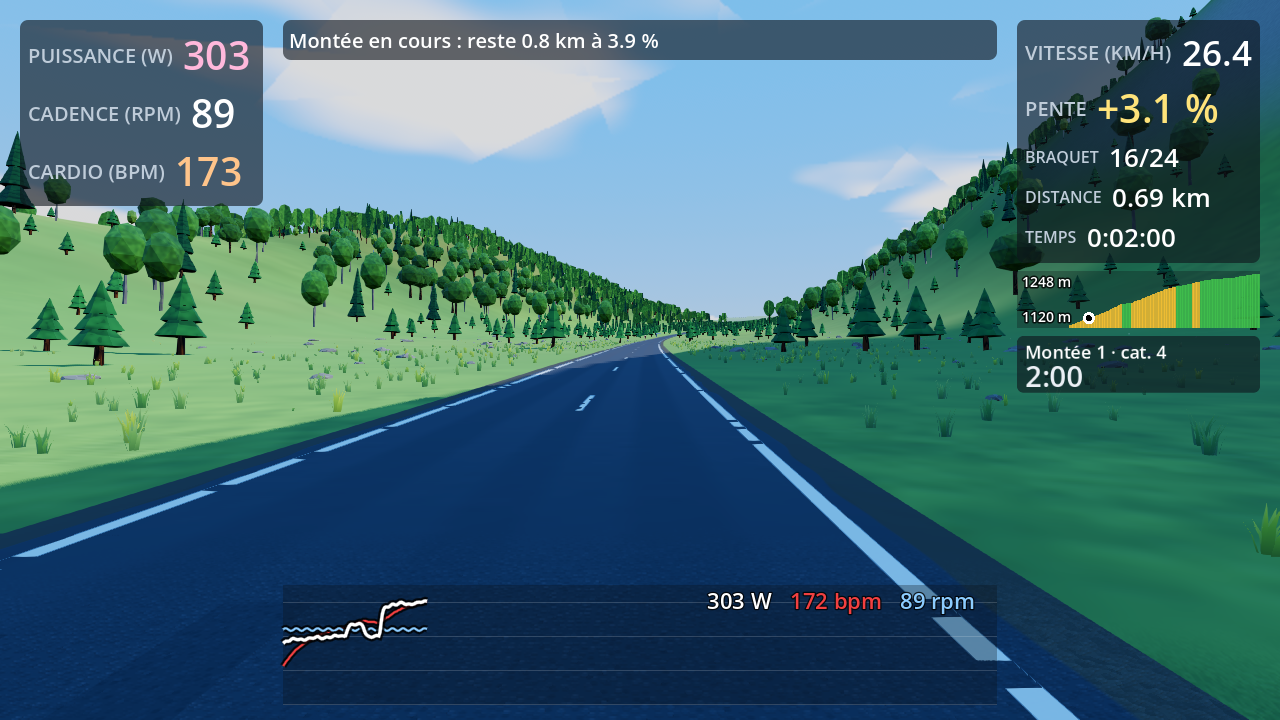 PUISSANCE (W) 303
CADENCE (RPM) 89
CARDIO (BPM) 173
Montée en cours : reste 0.8 km à 3.9 %
VITESSE (KM/H) 26.4
PENTE +3.1 %
BRAQUET 16/24
DISTANCE 0.69 km
TEMPS 0:02:00
1248 m
1120 m
Montée 1 · cat. 4
2:00
303 W 172 bpm 89 rpm